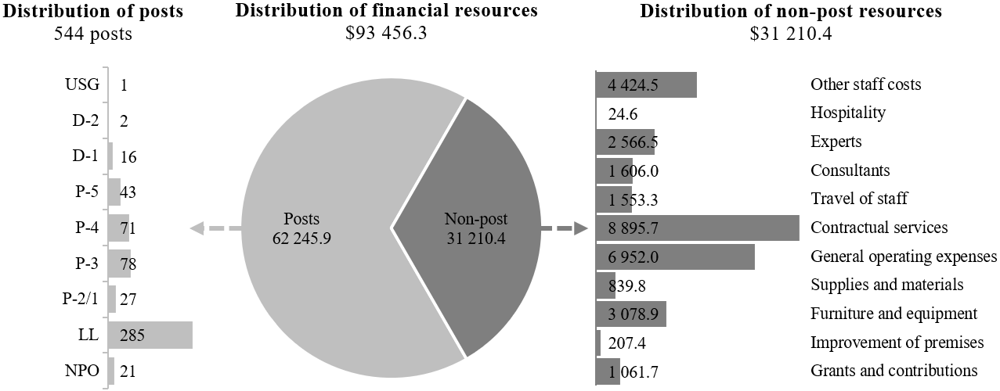 Distribution of posts
544 posts
USG 1
D-2 2
D-1 16
P-5 43
P-4 71
P-3 78
P-2/1 27
LL 285
NPO 21
Distribution of financial resources
$93 456.3
Posts
62 245.9
Non-post
31 210.4
Distribution of non-post resources
$31 210.4
4 424.5 Other staff costs
24.6 Hospitality
2 566.5 Experts
1 606.0 Consultants
1 553.3 Travel of staff
8 895.7 Contractual services
6 952.0 General operating expenses
839.8 Supplies and materials
3 078.9 Furniture and equipment
207.4 Improvement of premises
1 061.7 Grants and contributions